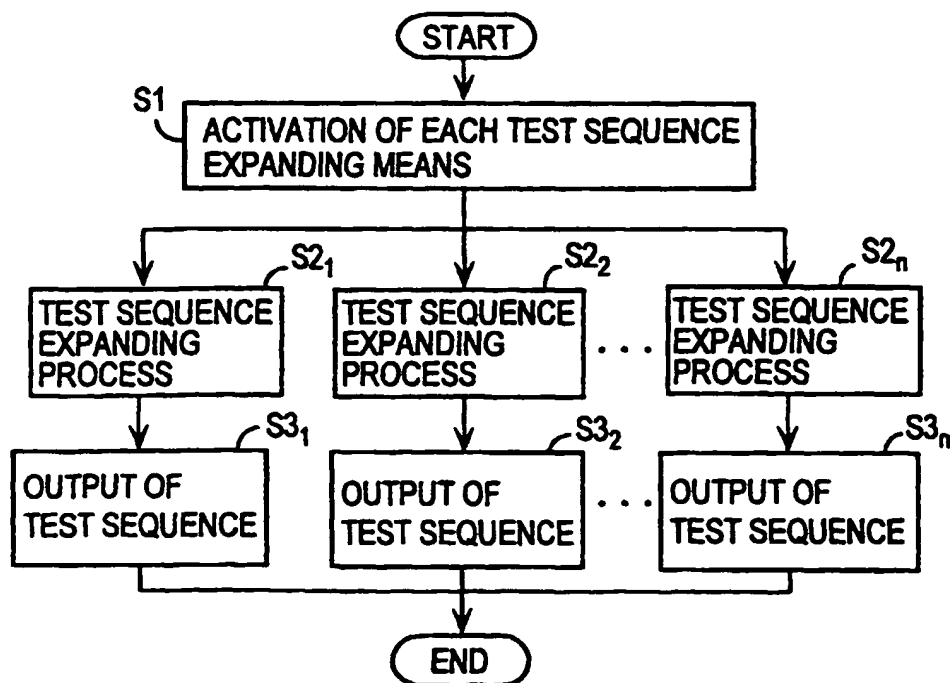 START
S1
ACTIVATION OF EACH TEST SEQUENCE
EXPANDING MEANS
S2₁
TEST SEQUENCE
EXPANDING
PROCESS
S2₂
TEST SEQUENCE
EXPANDING
PROCESS
. . .
S2ₙ
TEST SEQUENCE
EXPANDING
PROCESS
S3₁
OUTPUT OF
TEST SEQUENCE
S3₂
OUTPUT OF
TEST SEQUENCE
. . .
S3ₙ
OUTPUT OF
TEST SEQUENCE
END